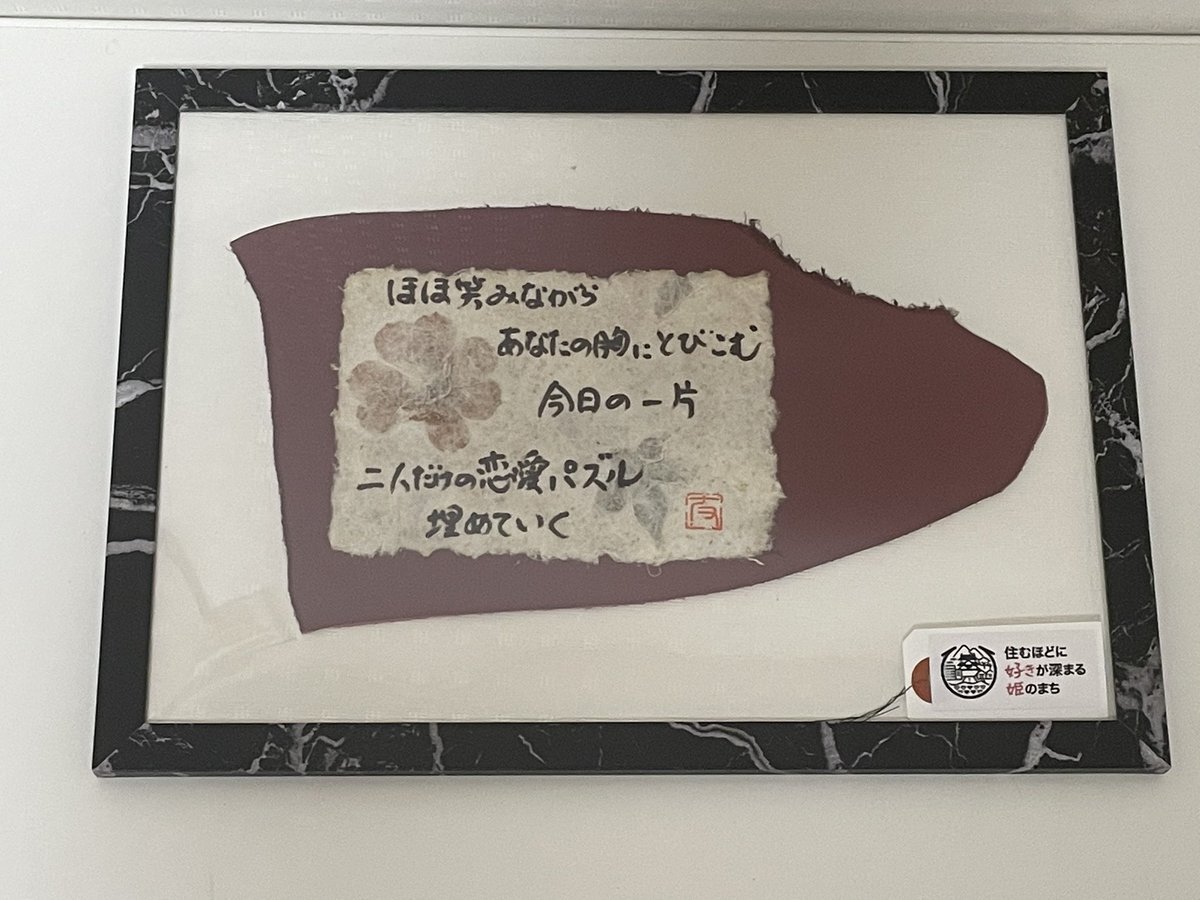 ほほ笑みながら
あなたの胸にとびこむ
今日の一片
二人だけの恋愛パズル
埋めていく
友
住むほどに
好きが深まる
姫のまち